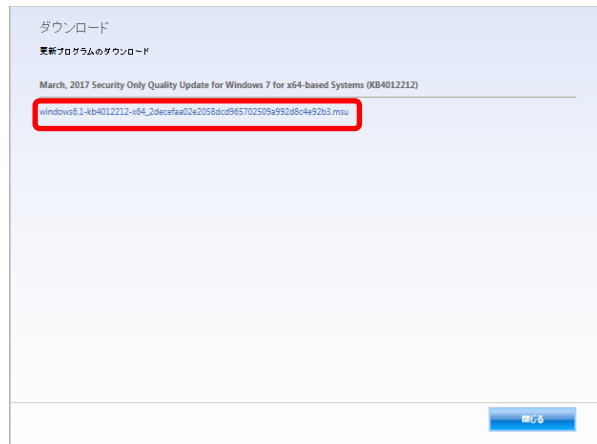 ダウンロード
更新プログラムのダウンロード
March, 2017 Security Only Quality Update for Windows 7 for x64-based Systems (KB4012212)
windows6.1-kb4012212-x64_2decefaa02e2058dcd965702509a992d8c4e92b3.msu
閉じる